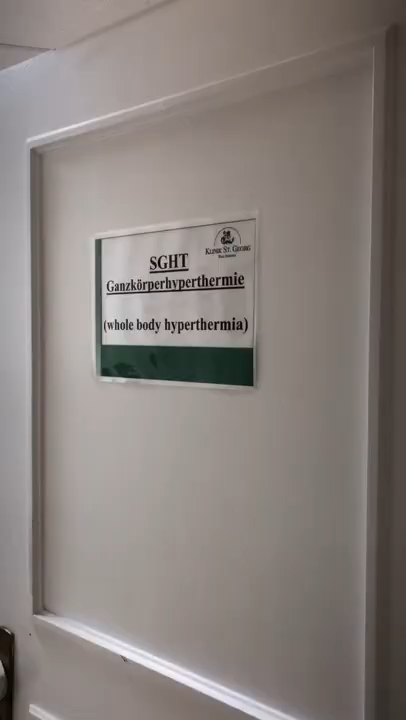 KLINIK ST. GEORG
SGHT
Ganzkörperhyperthermie
(whole body hyperthermia)